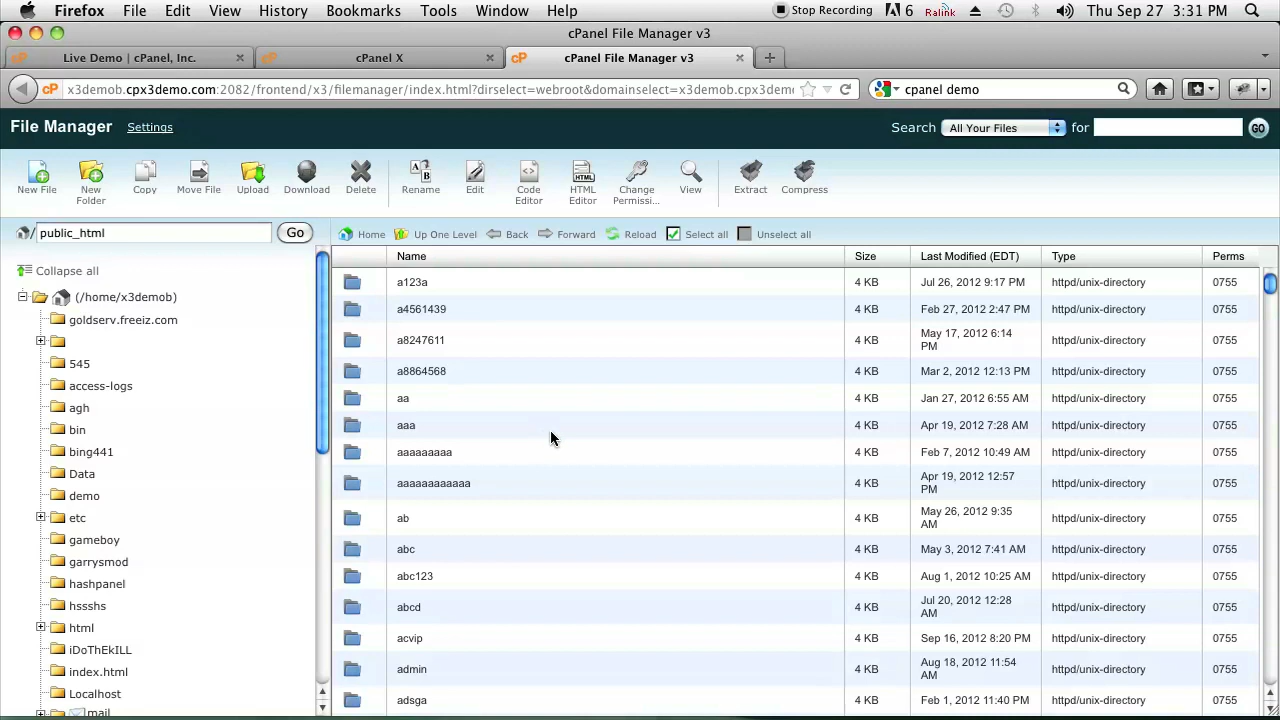 Firefox File Edit View History Bookmarks Tools Window Help Stop Recording 6 Ralink Thu Sep 27 3:31 PM
cPanel File Manager v3
cP Live Demo | cPanel, Inc. cP cPanel X cP cPanel File Manager v3
cP x3demob.cpx3demo.com:2082/frontend/x3/filemanager/index.html?dirselect=webroot&domainselect=x3demob.cpx3demo cpanel demo
File Manager Settings Search All Your Files for GO
New File New Folder Copy Move File Upload Download Delete Rename Edit Code Editor HTML Editor Change Permissi... View Extract Compress
/ public_html Go Home Up One Level Back Forward Reload Select all Unselect all
Collapse all
(/home/x3demob)
goldserv.freeiz.com
545
access-logs
agh
bin
bing441
Data
demo
etc
gameboy
garrysmod
hashpanel
hsssshs
html
iDoThEkILL
index.html
Localhost
mail
Name Size Last Modified (EDT) Type Perms
a123a 4 KB Jul 26, 2012 9:17 PM httpd/unix-directory 0755
a4561439 4 KB Feb 27, 2012 2:47 PM httpd/unix-directory 0755
a8247611 4 KB May 17, 2012 6:14 PM httpd/unix-directory 0755
a8864568 4 KB Mar 2, 2012 12:13 PM httpd/unix-directory 0755
aa 4 KB Jan 27, 2012 6:55 AM httpd/unix-directory 0755
aaa 4 KB Apr 19, 2012 7:28 AM httpd/unix-directory 0755
aaaaaaaaa 4 KB Feb 7, 2012 10:49 AM httpd/unix-directory 0755
aaaaaaaaaaaa 4 KB Apr 19, 2012 12:57 PM httpd/unix-directory 0755
ab 4 KB May 26, 2012 9:35 AM httpd/unix-directory 0755
abc 4 KB May 3, 2012 7:41 AM httpd/unix-directory 0755
abc123 4 KB Aug 1, 2012 10:25 AM httpd/unix-directory 0755
abcd 4 KB Jul 20, 2012 12:28 AM httpd/unix-directory 0755
acvip 4 KB Sep 16, 2012 8:20 PM httpd/unix-directory 0755
admin 4 KB Aug 18, 2012 11:54 AM httpd/unix-directory 0755
adsga 4 KB Feb 1, 2012 11:40 PM httpd/unix-directory 0755